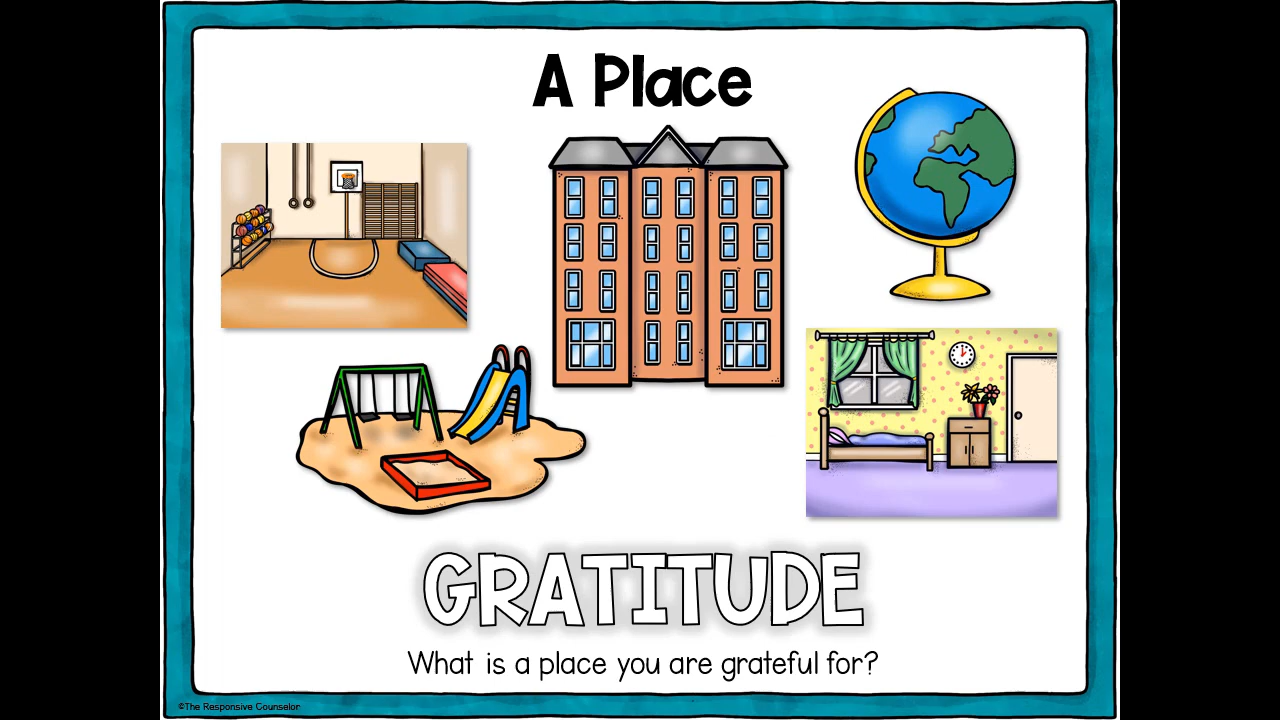 A Place
GRATITUDE
What is a place you are grateful for?
©The Responsive Counselor